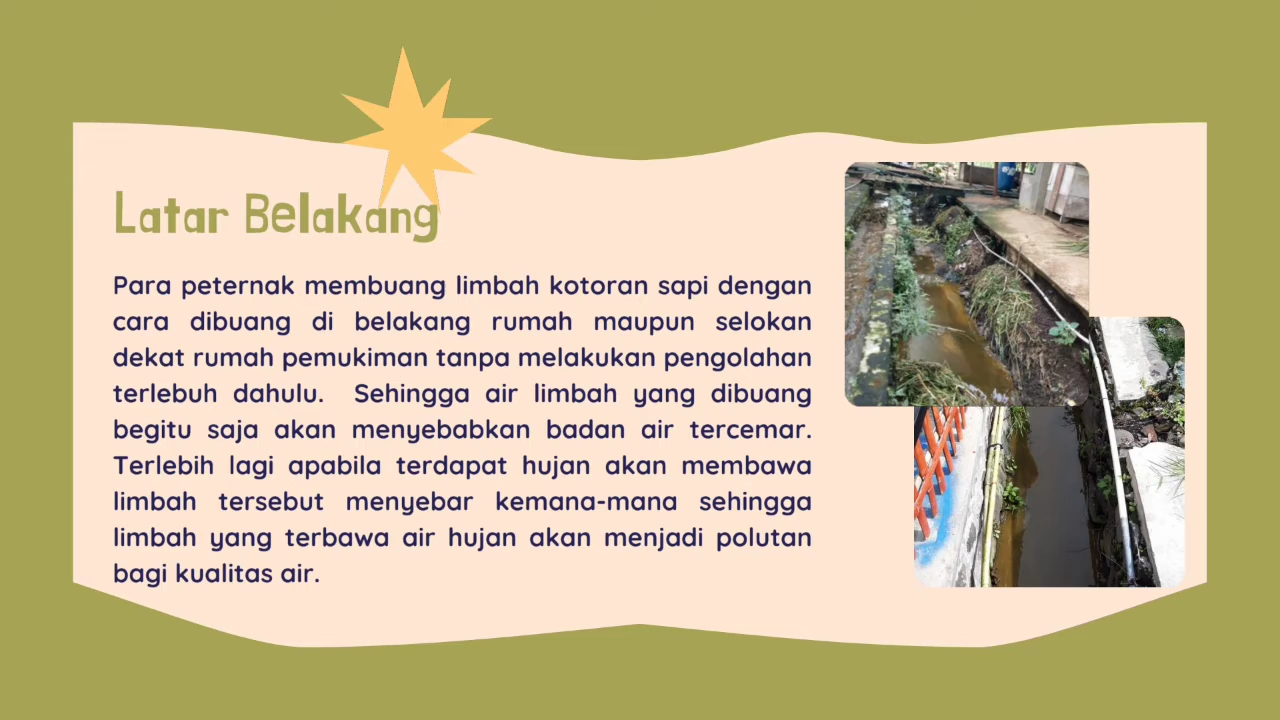 Latar Belakang
Para peternak membuang limbah kotoran sapi dengan
cara dibuang di belakang rumah maupun selokan
dekat rumah pemukiman tanpa melakukan pengolahan
terlebuh dahulu. Sehingga air limbah yang dibuang
begitu saja akan menyebabkan badan air tercemar.
Terlebih lagi apabila terdapat hujan akan membawa
limbah tersebut menyebar kemana-mana sehingga
limbah yang terbawa air hujan akan menjadi polutan
bagi kualitas air.